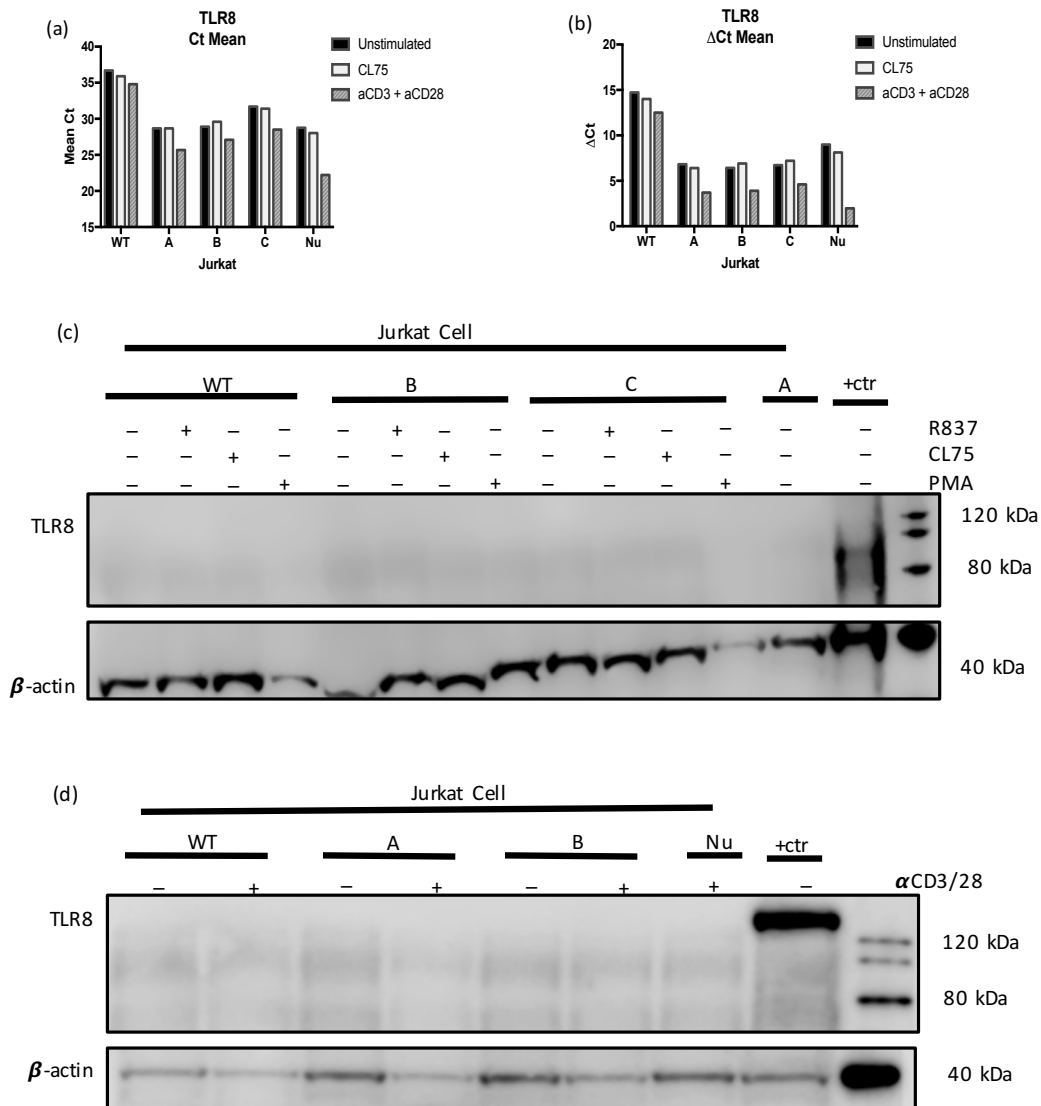 (a)
TLR8
Ct Mean
Unstimulated
CL75
aCD3 + aCD28
Mean Ct
40
35
30
25
20
15
WT A B C Nu
Jurkat
(b)
TLR8
ΔCt Mean
Unstimulated
CL75
aCD3 + aCD28
ΔCt
20
15
10
5
0
WT A B C Nu
Jurkat
(c)
Jurkat Cell
WT B C A +ctr
– + – – – + – – – + – – – – R837
– – + – – – + – – – + – – – CL75
– – – + – – – + – – – + – – PMA
TLR8
120 kDa
80 kDa
β-actin
40 kDa
(d)
Jurkat Cell
WT A B Nu +ctr
– + – + – + + – αCD3/28
TLR8
120 kDa
80 kDa
β-actin
40 kDa